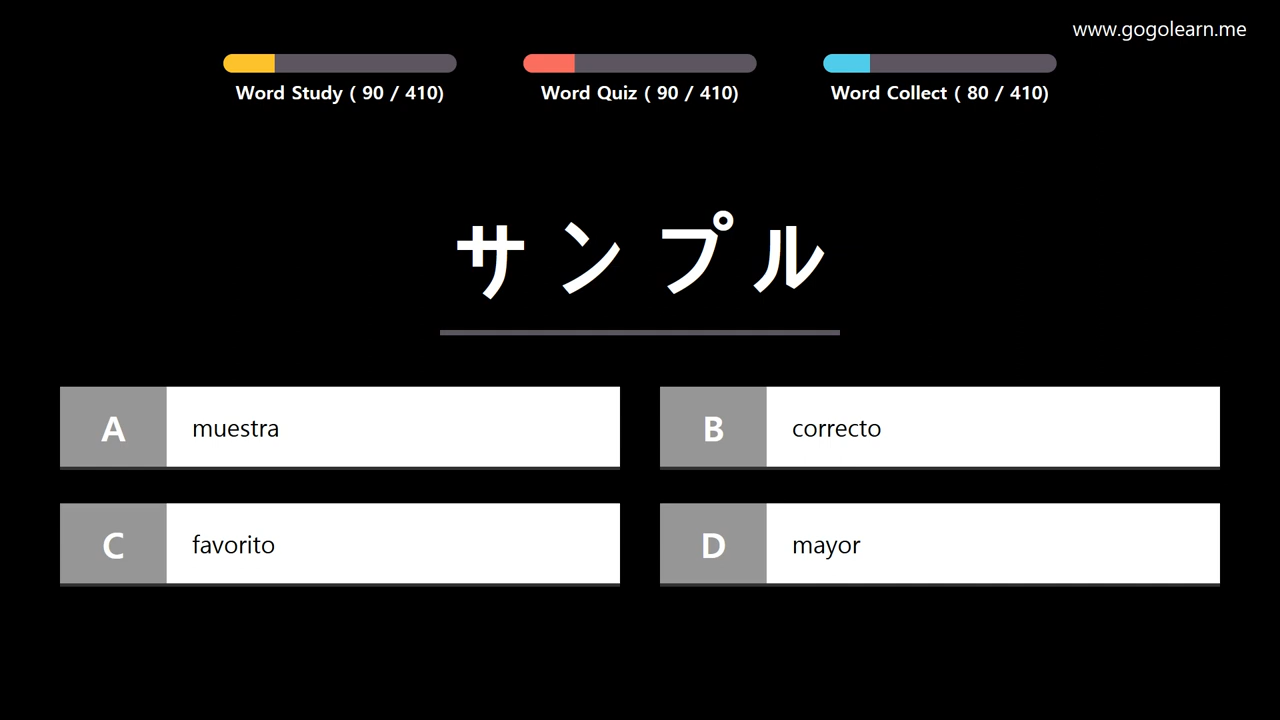 www.gogolearn.me
Word Study ( 90 / 410)
Word Quiz ( 90 / 410)
Word Collect ( 80 / 410)
サンプル
A muestra
B correcto
C favorito
D mayor